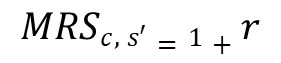 MRS_{c, s′} = 1 + r